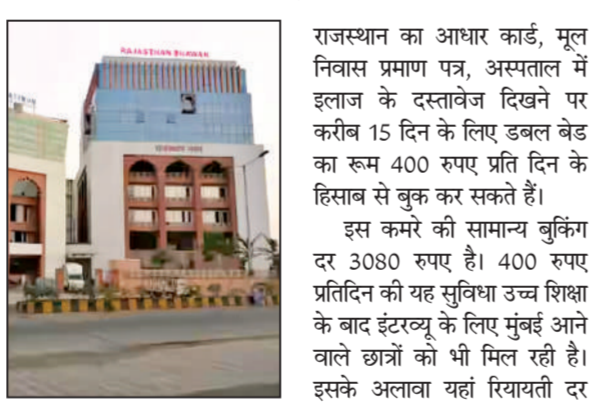 RAJASTHAN BHAWAN
राजस्थान भवन
राजस्थान का आधार कार्ड, मूल
निवास प्रमाण पत्र, अस्पताल में
इलाज के दस्तावेज दिखने पर
करीब 15 दिन के लिए डबल बेड
का रूम 400 रुपए प्रति दिन के
हिसाब से बुक कर सकते हैं।
इस कमरे की सामान्य बुकिंग
दर 3080 रुपए है। 400 रुपए
प्रतिदिन की यह सुविधा उच्च शिक्षा
के बाद इंटरव्यू के लिए मुंबई आने
वाले छात्रों को भी मिल रही है।
इसके अलावा यहां रियायती दर